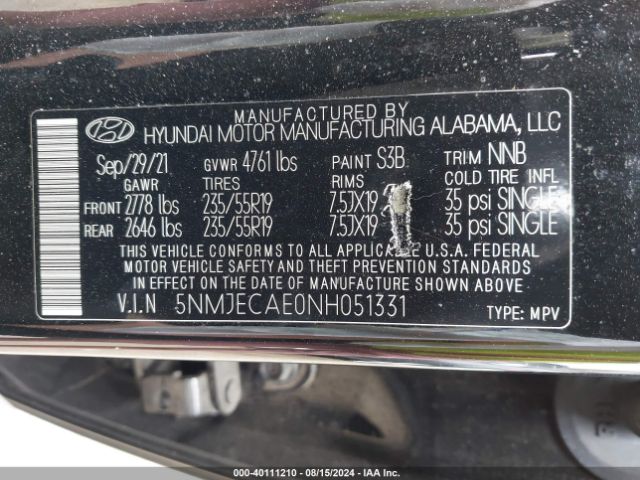 MANUFACTURED BY
HYUNDAI MOTOR MANUFACTURING ALABAMA, LLC
Sep/29/21 GVWR 4761 lbs PAINT S3B TRIM NNB
GAWR TIRES RIMS COLD TIRE INFL
FRONT 2778 lbs 235/55R19 7.5JX19 35 psi SINGLE
REAR 2646 lbs 235/55R19 7.5JX19 35 psi SINGLE
THIS VEHICLE CONFORMS TO ALL APPLICABLE U.S.A. FEDERAL
MOTOR VEHICLE SAFETY AND THEFT PREVENTION STANDARDS
IN EFFECT ON THE DATE OF MANUFACTURE SHOWN ABOVE
V.I.N 5NMJECAE0NH051331 TYPE: MPV
000-40111210 - 08/15/2024 - COPYRIGHT IAA, LLC.